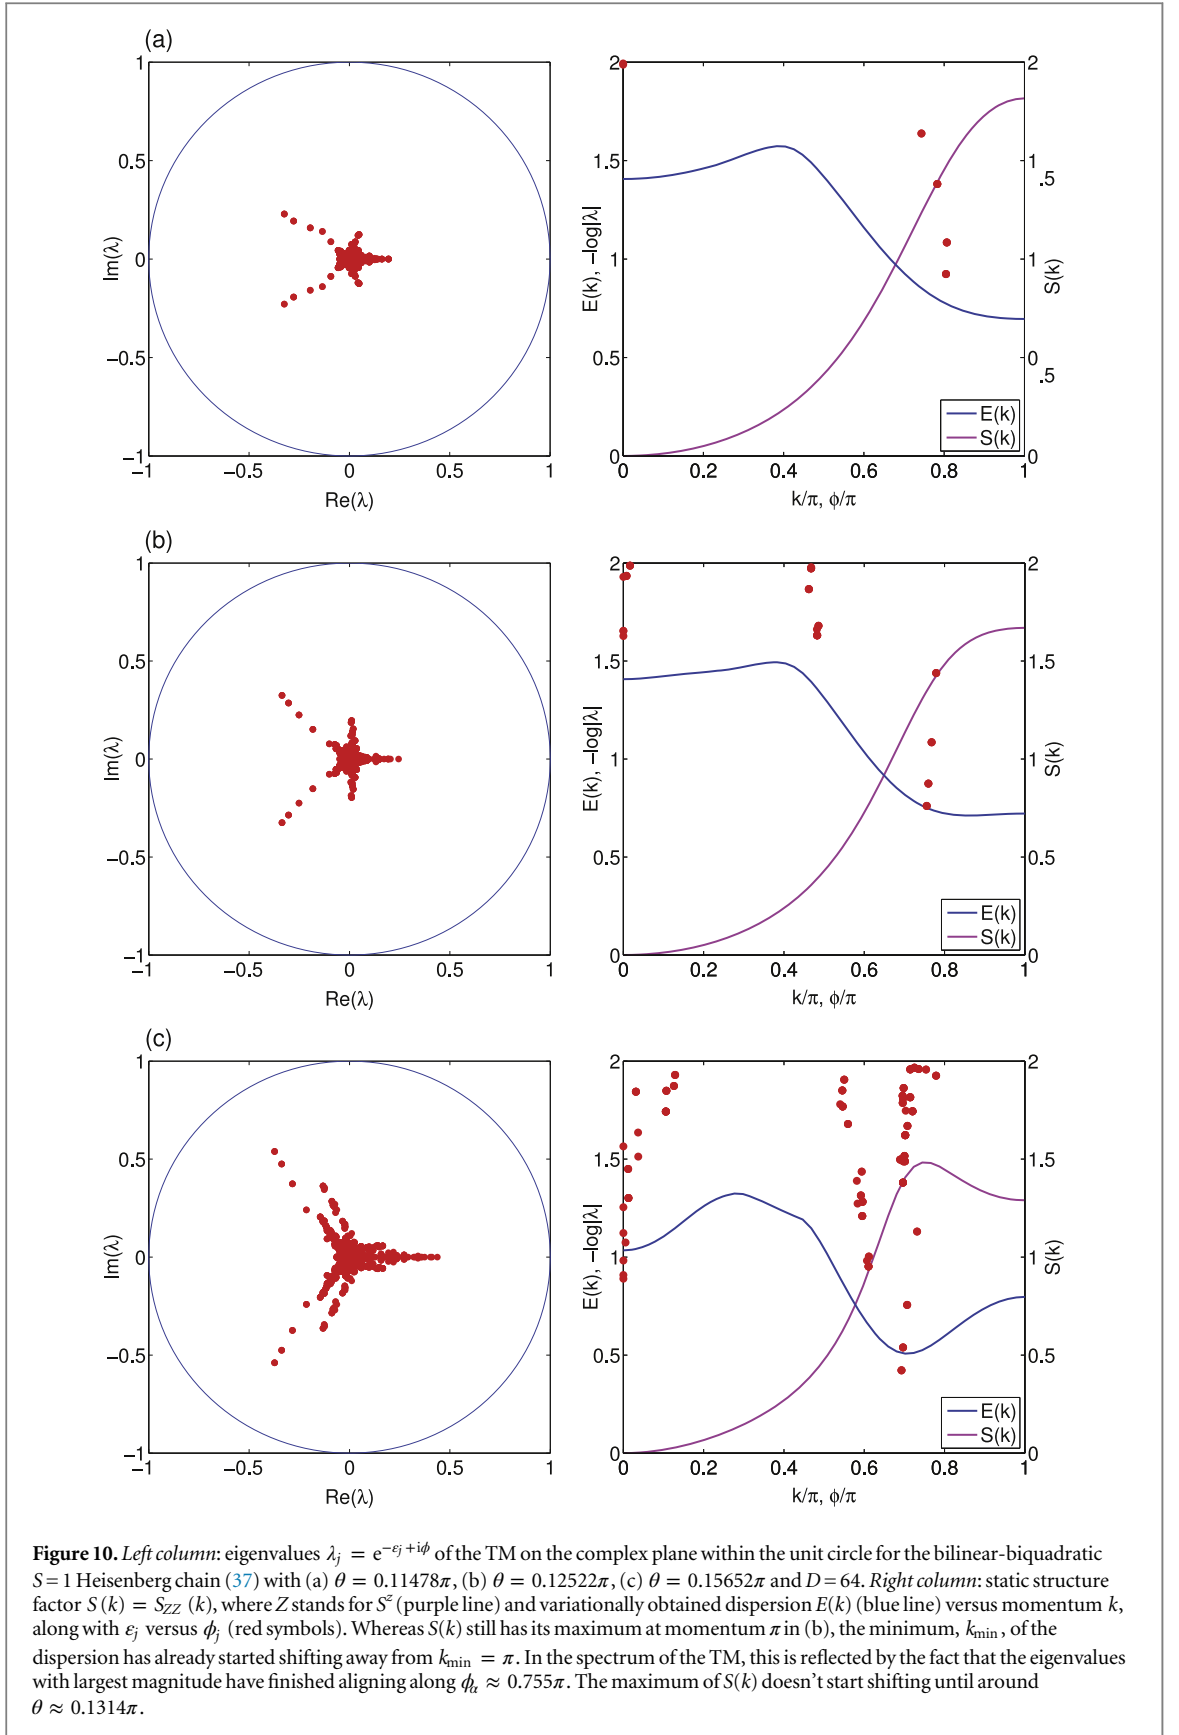 (a)
1
0.5
0
−0.5
−1
Im(λ)
−1
−0.5
0
0.5
1
Re(λ)
2
1.5
1
0.5
0
E(k), −log|λ|
0
0.2
0.4
0.6
0.8
1
k/π, ϕ/π
2
1
.5
1
0
.5
0
S(k)
E(k)
S(k)
(b)
1
0.5
0
−0.5
−1
Im(λ)
−1
−0.5
0
0.5
1
Re(λ)
2
1.5
1
0.5
0
E(k), −log|λ|
0
0.2
0.4
0.6
0.8
1
k/π, ϕ/π
2
1.5
1
0.5
0
S(k)
E(k)
S(k)
(c)
1
0.5
0
−0.5
−1
Im(λ)
−1
−0.5
0
0.5
1
Re(λ)
2
1.5
1
0.5
0
E(k), −log|λ|
0
0.2
0.4
0.6
0.8
1
k/π, ϕ/π
2
1.5
1
0.5
0
S(k)
E(k)
S(k)
Figure 10. Left column: eigenvalues λ_j = e^{−ε_j+iϕ} of the TM on the complex plane within the unit circle for the bilinear-biquadratic
S = 1 Heisenberg chain (37) with (a) θ = 0.11478π, (b) θ = 0.12522π, (c) θ = 0.15652π and D = 64. Right column: static structure
factor S(k) = S_{ZZ} (k), where Z stands for S^z (purple line) and variationally obtained dispersion E(k) (blue line) versus momentum k,
along with ε_j versus ϕ_j (red symbols). Whereas S(k) still has its maximum at momentum π in (b), the minimum, k_{min}, of the
dispersion has already started shifting away from k_{min} = π. In the spectrum of the TM, this is reflected by the fact that the eigenvalues
with largest magnitude have finished aligning along ϕ_α ≈ 0.755π. The maximum of S(k) doesn't start shifting until around
θ ≈ 0.1314π.